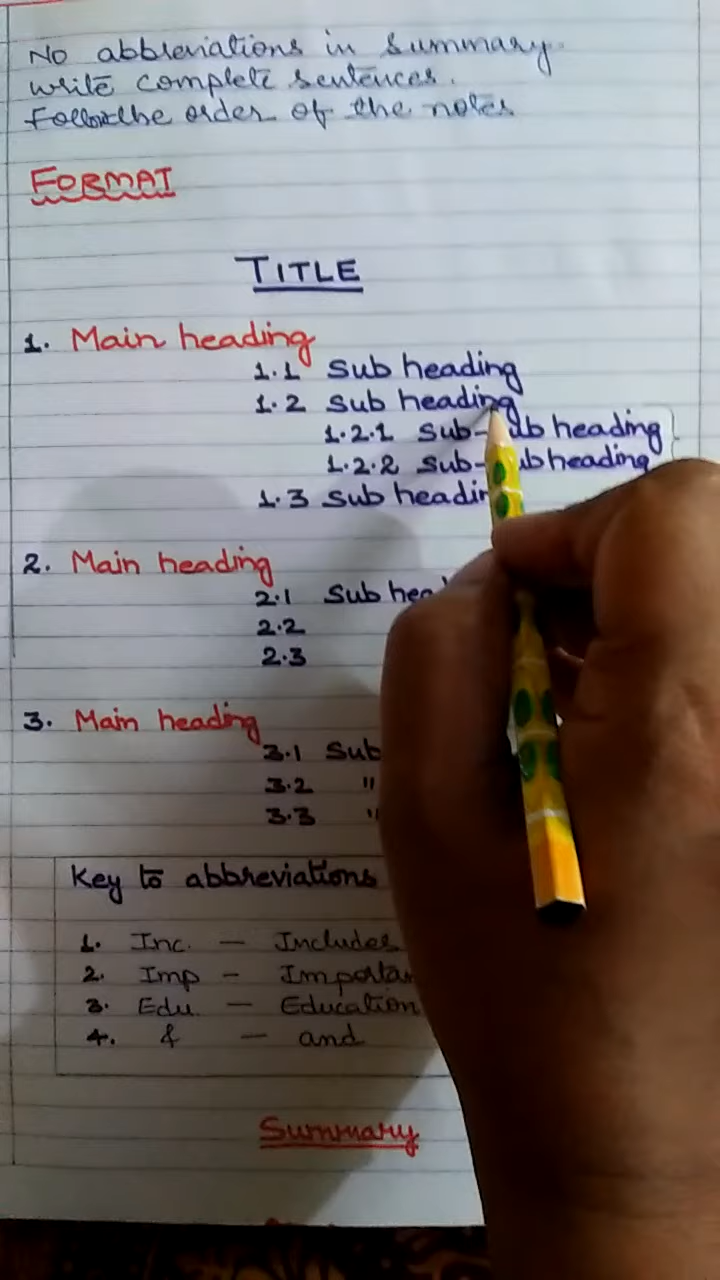 No abbreviations in summary.
write complete sentences.
Follow the order of the notes
FORMAT
TITLE
1. Main heading
1.1 Sub heading
1.2 Sub heading
1.2.1 Sub- heading
1.2.2 Sub- heading
1.3 Sub
2. Main heading
2.1 Sub
2.2
2.3
3. Main heading
3.1 Sub
3.2 "
3.3 "
Key to abbreviations
1. Inc. - Includes
2. Imp -
3. Edu - Education
4. & - and
Summary